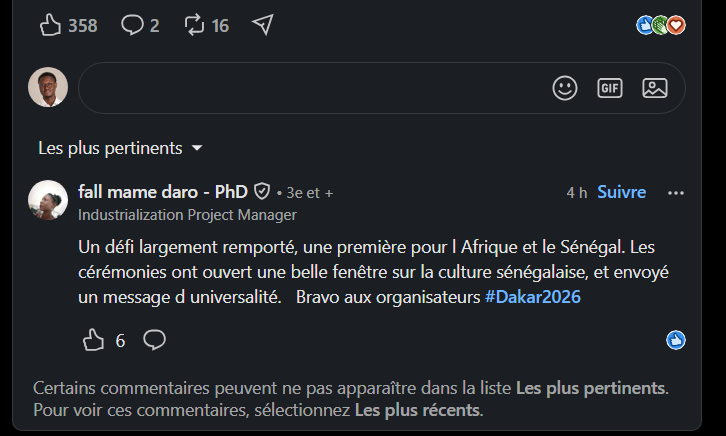 358 2 16
GIF
Les plus pertinents
fall mame daro - PhD • 3e et + 4 h Suivre
Industrialization Project Manager
Un défi largement remporté, une première pour l Afrique et le Sénégal. Les
cérémonies ont ouvert une belle fenêtre sur la culture sénégalaise, et envoyé
un message d universalité. Bravo aux organisateurs #Dakar2026
6
Certains commentaires peuvent ne pas apparaître dans la liste Les plus pertinents.
Pour voir ces commentaires, sélectionnez Les plus récents.